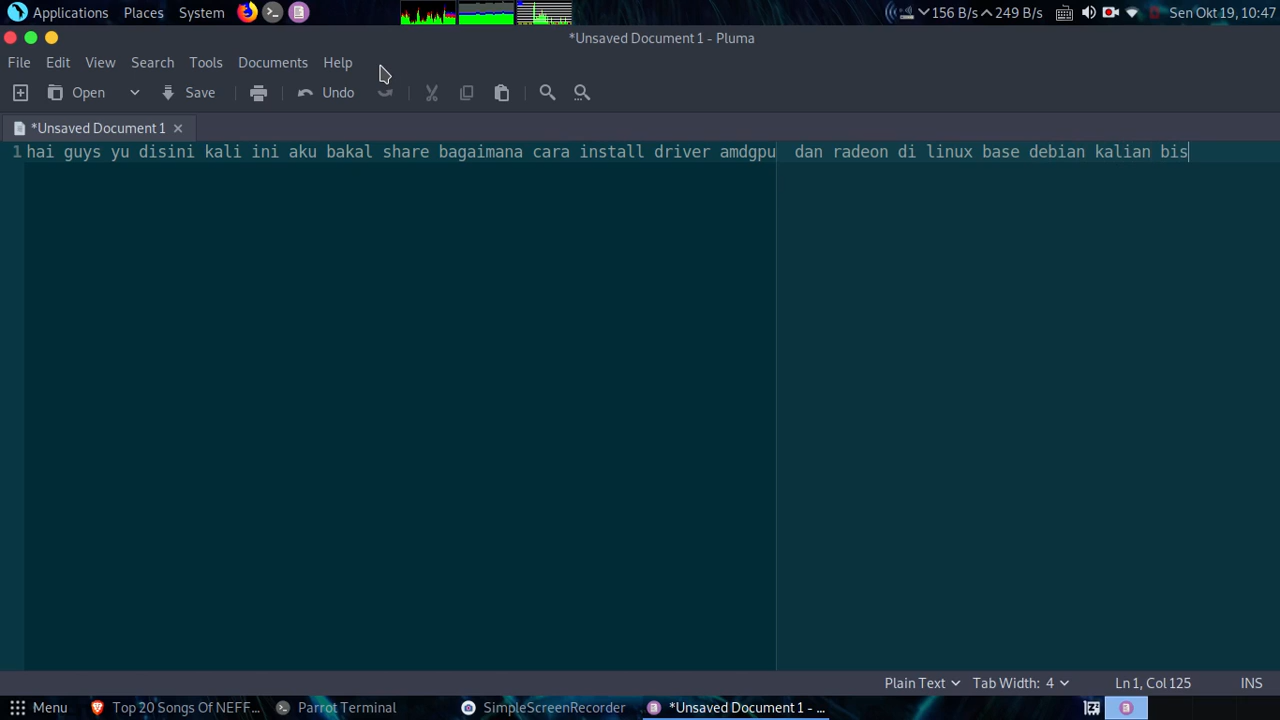 Applications Places System 156 B/s 249 B/s Sen Okt 19, 10:47
*Unsaved Document 1 - Pluma
File Edit View Search Tools Documents Help
Open Save Undo
*Unsaved Document 1
1 hai guys yu disini kali ini aku bakal share bagaimana cara install driver amdgpu  dan radeon di linux base debian kalian bis
Plain Text Tab Width: 4 Ln 1, Col 125 INS
Menu Top 20 Songs Of NEFF... Parrot Terminal SimpleScreenRecorder *Unsaved Document 1 - ...